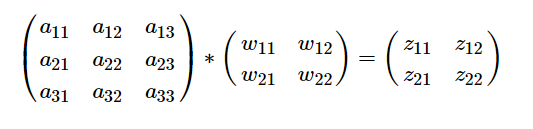 a11 a12 a13
a21 a22 a23
a31 a32 a33
*
w11 w12
w21 w22
=
z11 z12
z21 z22